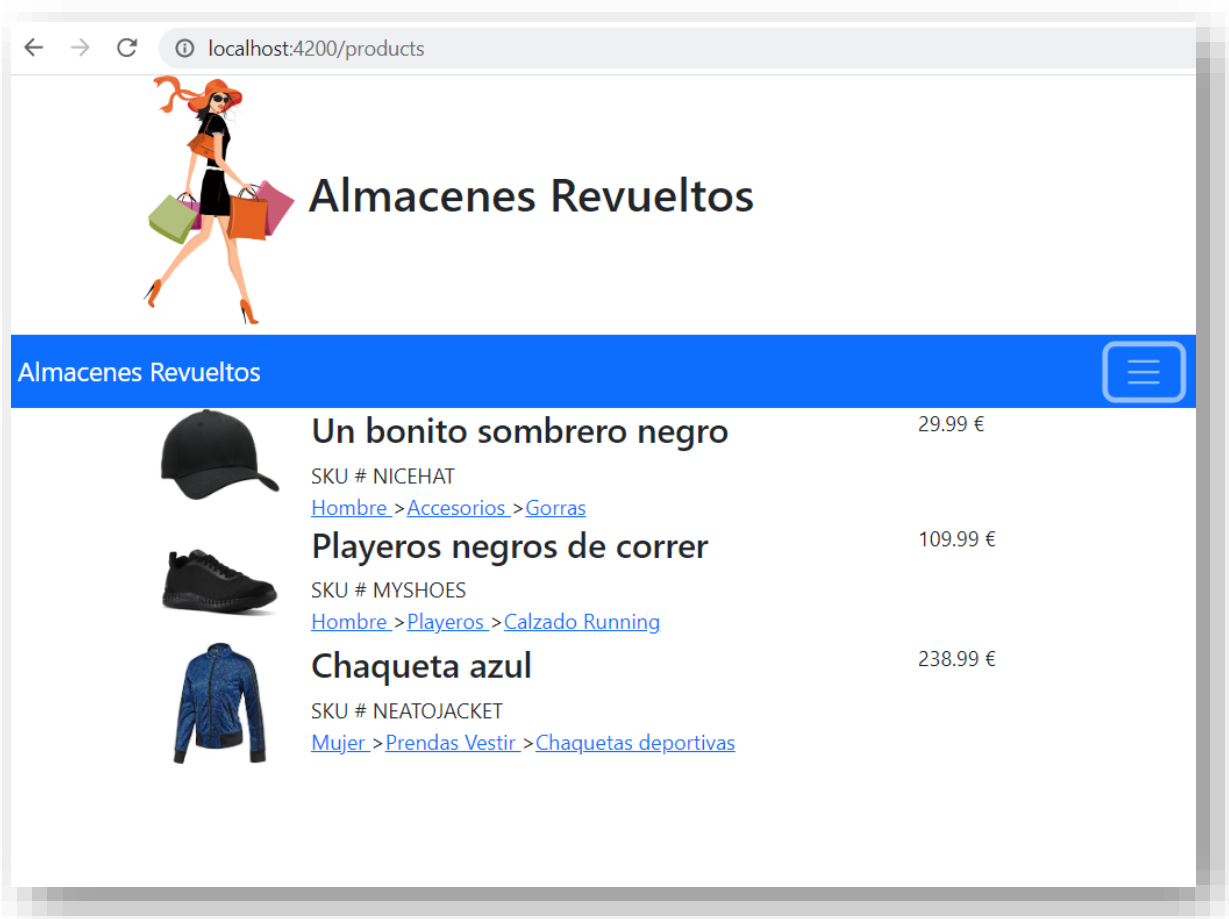 localhost:4200/products
Almacenes Revueltos
Almacenes Revueltos
Un bonito sombrero negro
29.99 €
SKU # NICEHAT
Hombre >Accesorios >Gorras
Playeros negros de correr
109.99 €
SKU # MYSHOES
Hombre >Playeros >Calzado Running
Chaqueta azul
238.99 €
SKU # NEATOJACKET
Mujer >Prendas Vestir >Chaquetas deportivas